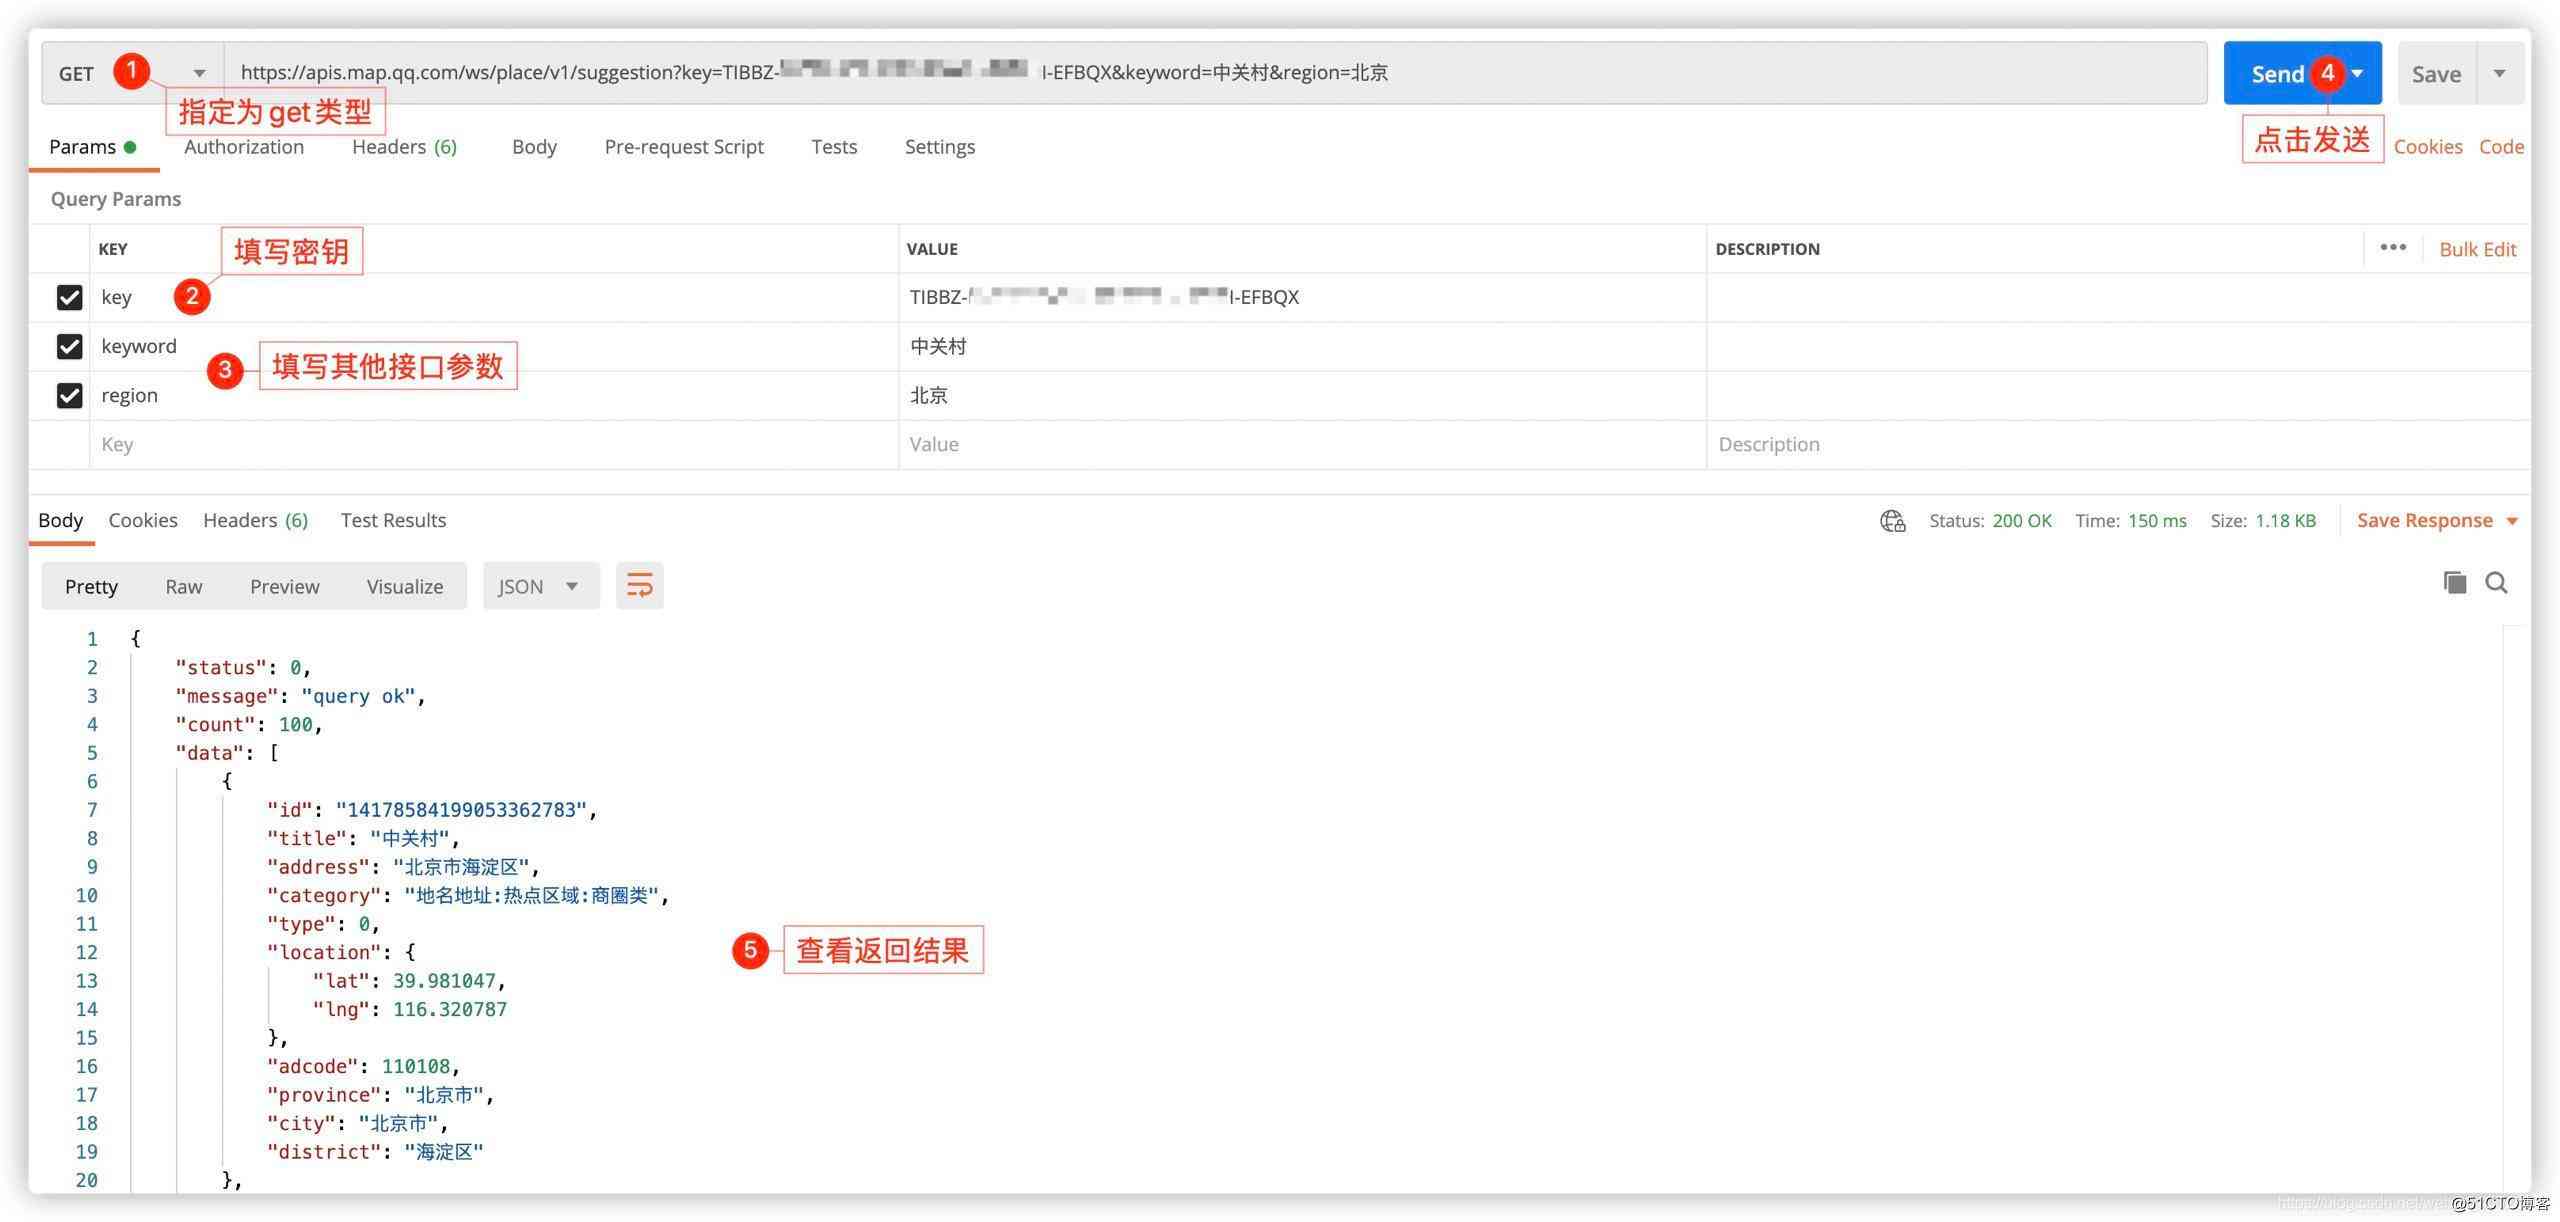 GET 1 https://apis.map.qq.com/ws/place/v1/suggestion?key=TIBBZ- I-EFBQX&keyword=中关村&region=北京 Send 4 Save
指定为get类型
点击发送
Params Authorization Headers (6) Body Pre-request Script Tests Settings Cookies Code
Query Params
填写密钥
KEY VALUE DESCRIPTION ••• Bulk Edit
key 2 TIBBZ- I-EFBQX
keyword 中关村
3 填写其他接口参数
region 北京
Key Value Description
Body Cookies Headers (6) Test Results Status: 200 OK Time: 150 ms Size: 1.18 KB Save Response
Pretty Raw Preview Visualize JSON
1 {
2 "status": 0,
3 "message": "query ok",
4 "count": 100,
5 "data": [
6 {
7 "id": "14178584199053362783",
8 "title": "中关村",
9 "address": "北京市海淀区",
10 "category": "地名地址:热点区域:商圈类",
11 "type": 0,
12 "location": {
5 查看返回结果
13 "lat": 39.981047,
14 "lng": 116.320787
15 },
16 "adcode": 110108,
17 "province": "北京市",
18 "city": "北京市",
19 "district": "海淀区"
20 },
@51CTO博客